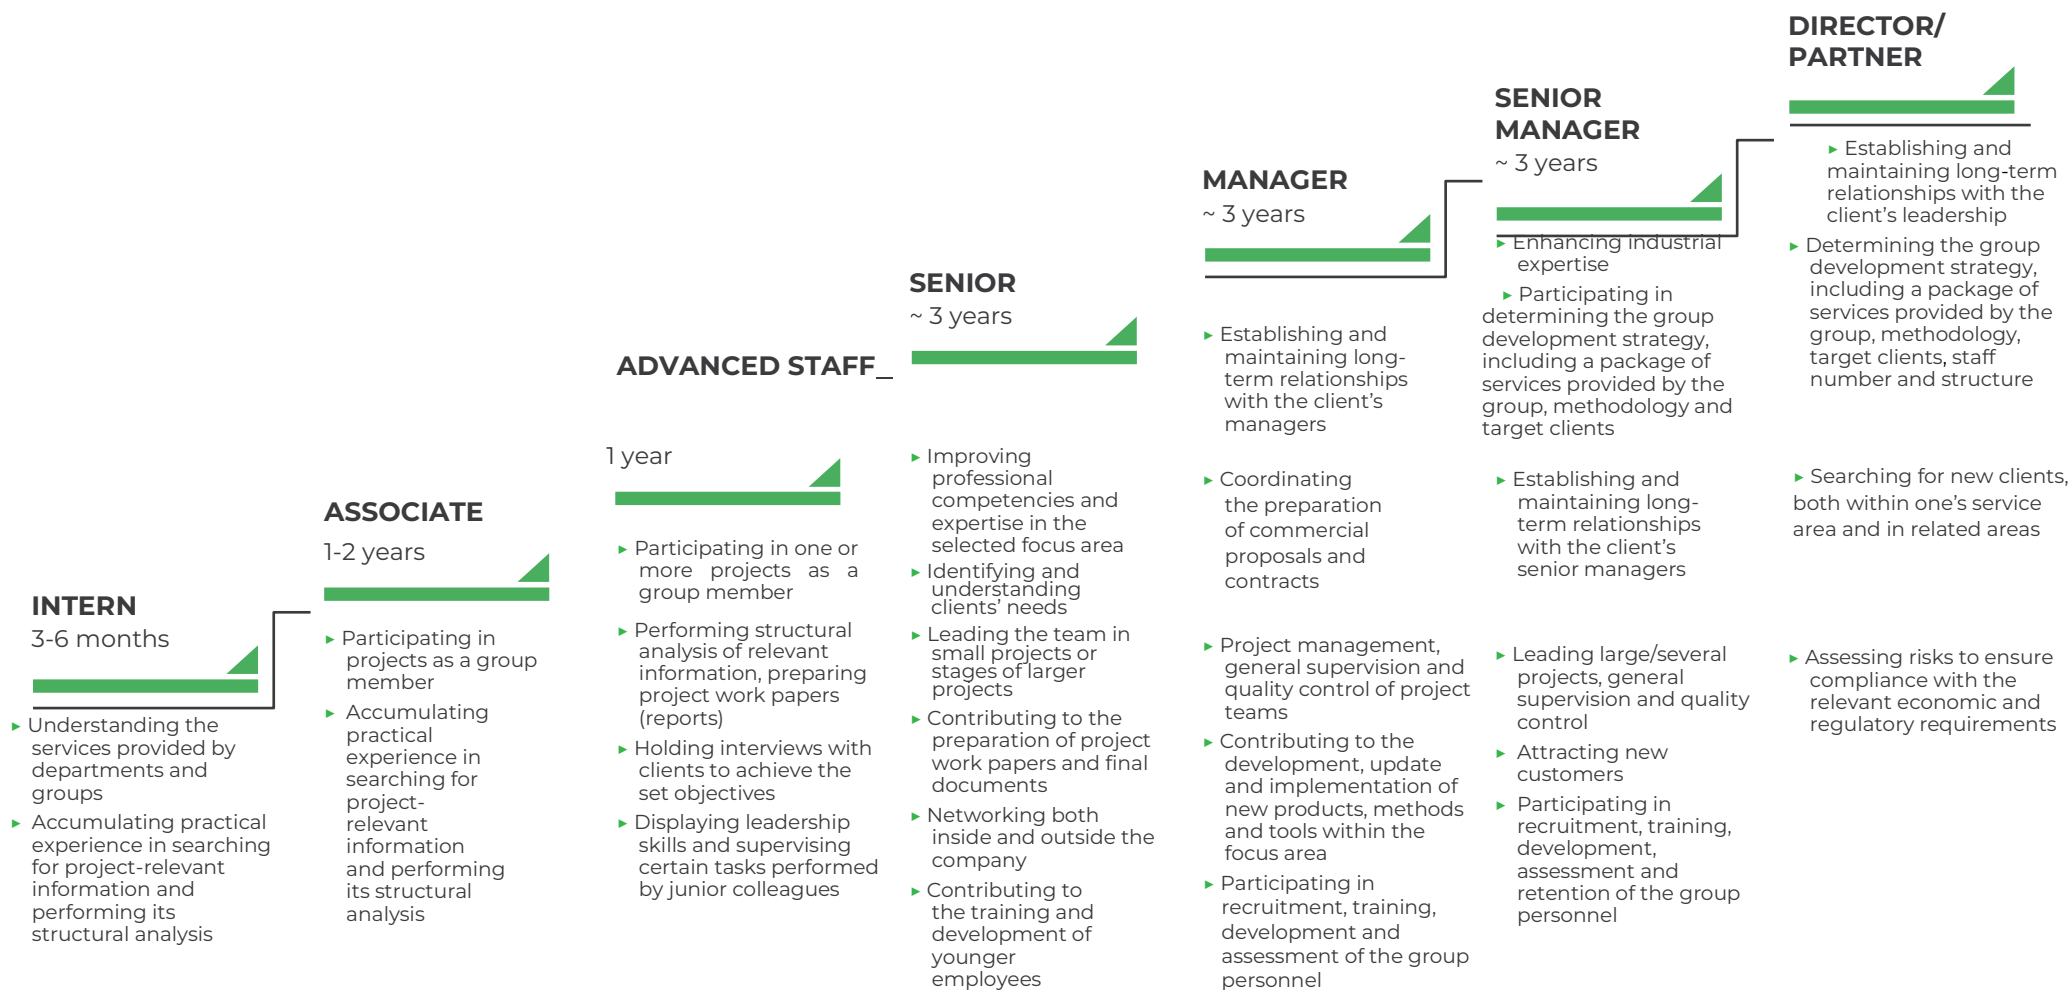 INTERN
3-6 months
▸ Understanding the
services provided by
departments and
groups
▸ Accumulating practical
experience in searching
for project-relevant
information and
performing its
structural analysis
ASSOCIATE
1-2 years
▸ Participating in
projects as a group
member
▸ Accumulating
practical
experience in
searching for
project-
relevant
information
and performing
its structural
analysis
ADVANCED STAFF_
1 year
▸ Participating in one or
more projects as a
group member
▸ Performing structural
analysis of relevant
information, preparing
project work papers
(reports)
▸ Holding interviews with
clients to achieve the
set objectives
▸ Displaying leadership
skills and supervising
certain tasks performed
by junior colleagues
SENIOR
~ 3 years
▸ Improving
professional
competencies and
expertise in the
selected focus area
▸ Identifying and
understanding
clients’ needs
▸ Leading the team in
small projects or
stages of larger
projects
▸ Contributing to the
preparation of project
work papers and final
documents
▸ Networking both
inside and outside the
company
▸ Contributing to
the training and
development of
younger
employees
MANAGER
~ 3 years
▸ Establishing and
maintaining long-
term relationships
with the client’s
managers
▸ Coordinating
the preparation
of commercial
proposals and
contracts
▸ Project management,
general supervision and
quality control of project
teams
▸ Contributing to the
development, update
and implementation of
new products, methods
and tools within the
focus area
▸ Participating in
recruitment, training,
development and
assessment of the group
personnel
SENIOR
MANAGER
~ 3 years
▸ Enhancing industrial
expertise
▸ Participating in
determining the group
development strategy,
including a package of
services provided by the
group, methodology and
target clients
▸ Establishing and
maintaining long-
term relationships
with the client’s
senior managers
▸ Leading large/several
projects, general
supervision and quality
control
▸ Attracting new
customers
▸ Participating in
recruitment, training,
development,
assessment and
retention of the group
personnel
DIRECTOR/
PARTNER
▸ Establishing and
maintaining long-term
relationships with the
client’s leadership
▸ Determining the group
development strategy,
including a package of
services provided by the
group, methodology,
target clients, staff
number and structure
▸ Searching for new clients,
both within one’s service
area and in related areas
▸ Assessing risks to ensure
compliance with the
relevant economic and
regulatory requirements